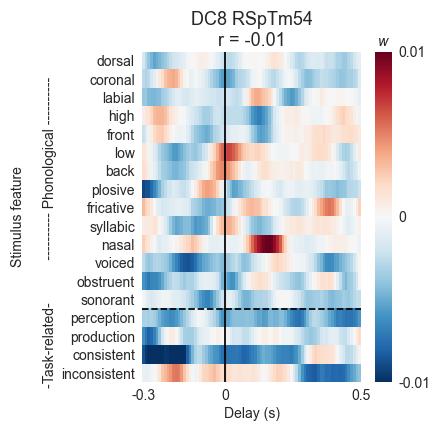 DC8 RSpTm54
r = -0.01
w
dorsal
coronal
labial
high
front
low
back
plosive
fricative
syllabic
nasal
voiced
obstruent
sonorant
perception
production
consistent
inconsistent
Stimulus feature
---------- Phonological ----------
-Task-related-
0.01
0
-0.01
-0.3 0 0.5
Delay (s)